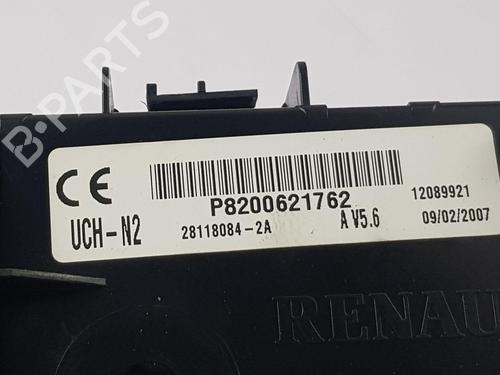 B-PARTS
CE
P8200621762
12089921
UCH-N2
28118084-2A
A V5.6
09/02/2007
RENAU